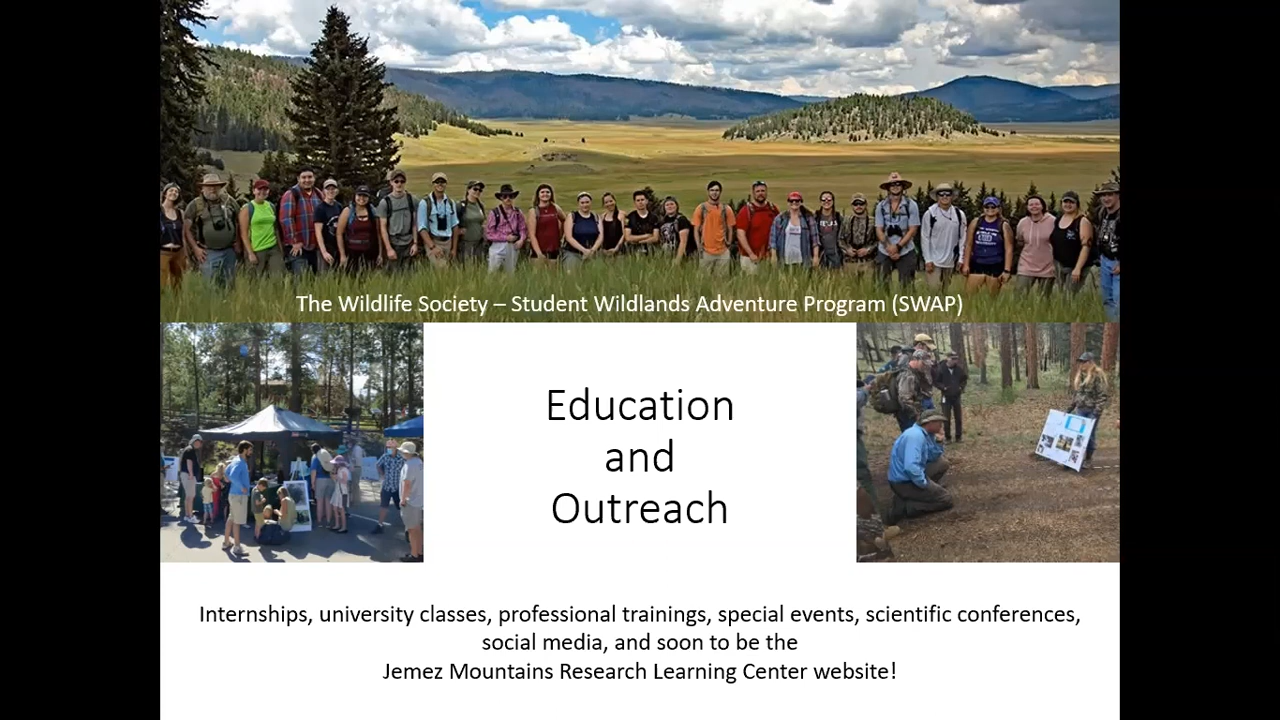 The Wildlife Society – Student Wildlands Adventure Program (SWAP)
Education
and
Outreach
Internships, university classes, professional trainings, special events, scientific conferences,
social media, and soon to be the
Jemez Mountains Research Learning Center website!